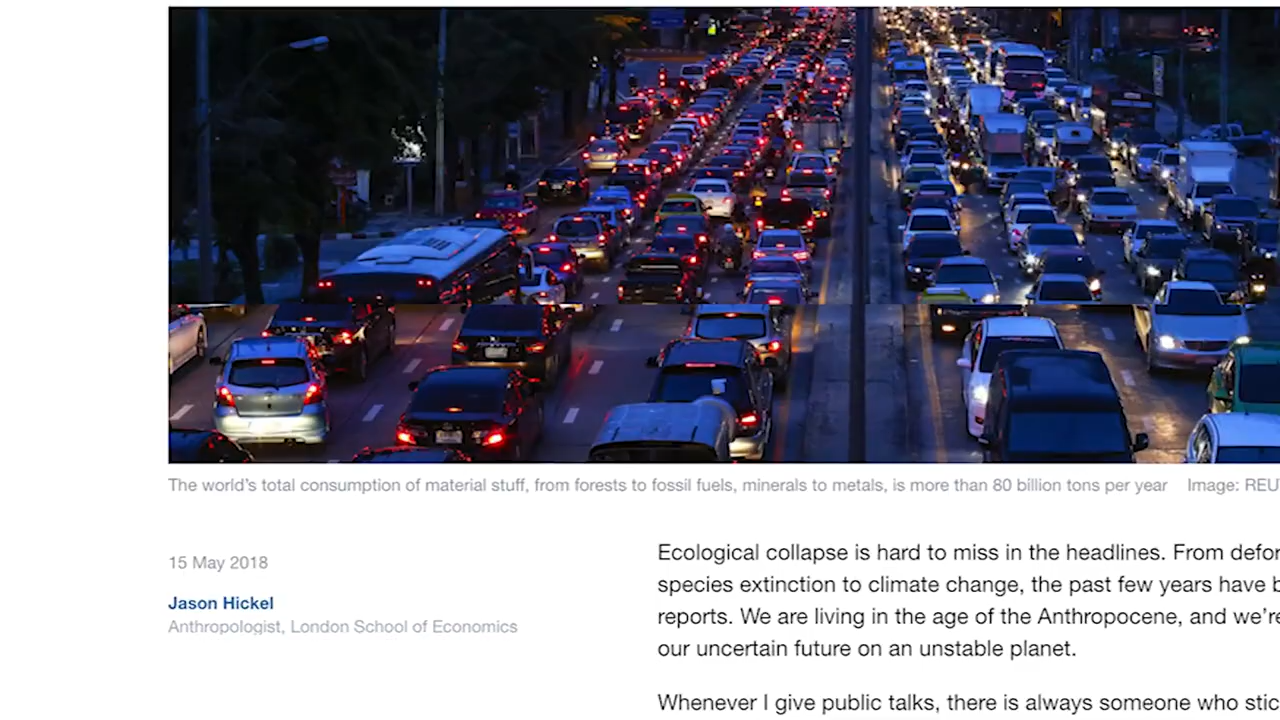 The world's total consumption of material stuff, from forests to fossil fuels, minerals to metals, is more than 80 billion tons per year Image: REU
15 May 2018
Jason Hickel
Anthropologist, London School of Economics
Ecological collapse is hard to miss in the headlines. From defor
species extinction to climate change, the past few years have b
reports. We are living in the age of the Anthropocene, and we're
our uncertain future on an unstable planet.
Whenever I give public talks, there is always someone who stic